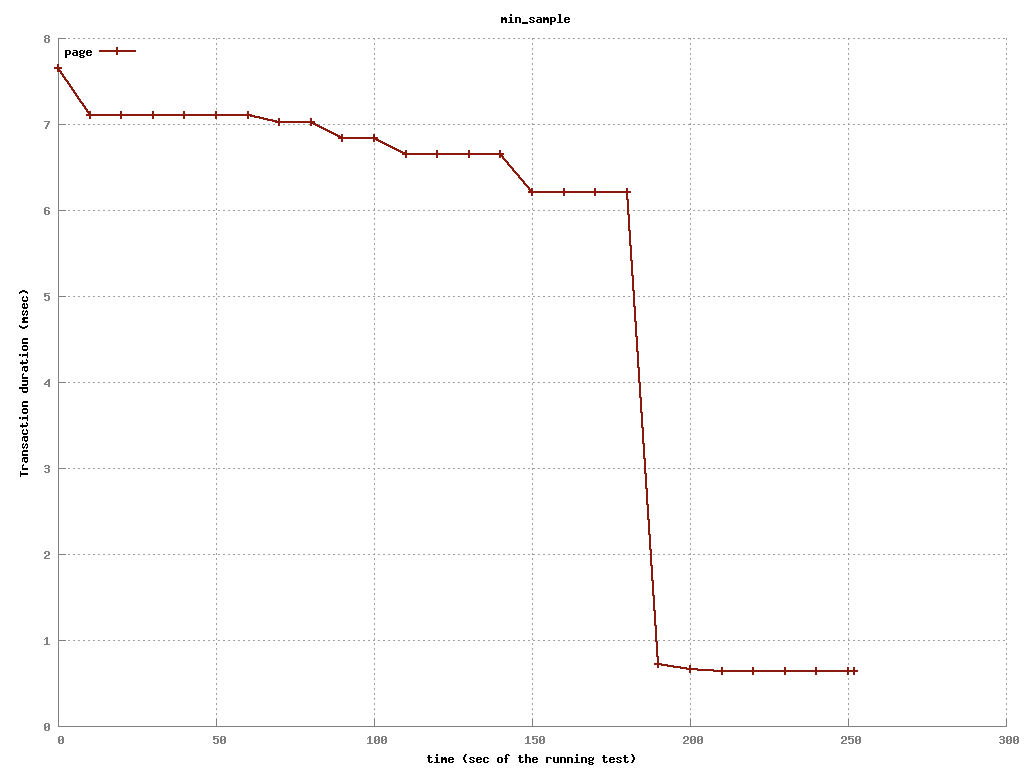 min_sample
page
8
7
6
5
4
3
2
1
0
Transaction duration (msec)
0 50 100 150 200 250 300
time (sec of the running test)